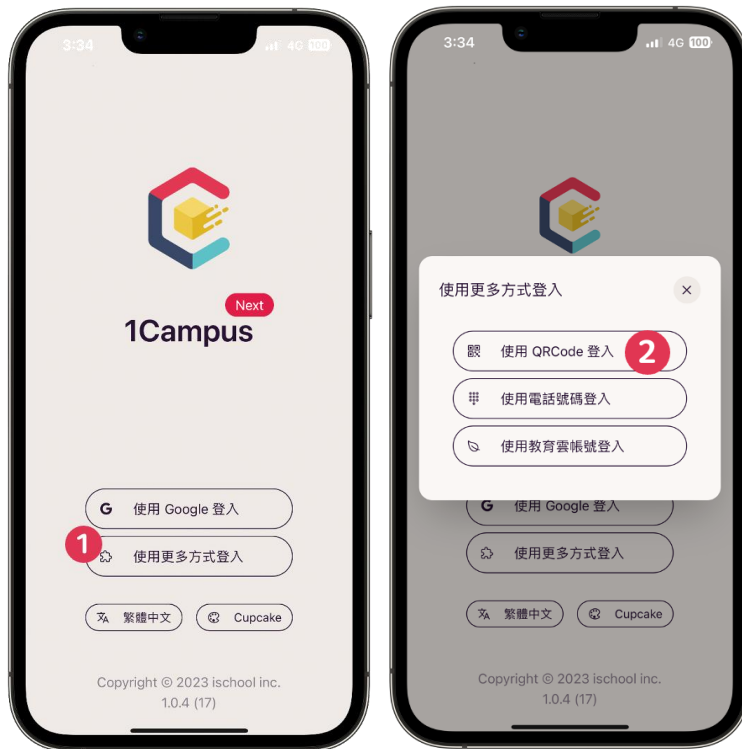 3:34
4G 100
Next
1Campus
使用 Google 登入
1
使用更多方式登入
繁體中文
Cupcake
Copyright © 2023 ischool inc.
1.0.4 (17)
3:34
4G 100
使用更多方式登入
使用 QRCode 登入
2
使用電話號碼登入
使用教育雲帳號登入
使用 Google 登入
使用更多方式登入
繁體中文
Cupcake
Copyright © 2023 ischool inc.
1.0.4 (17)